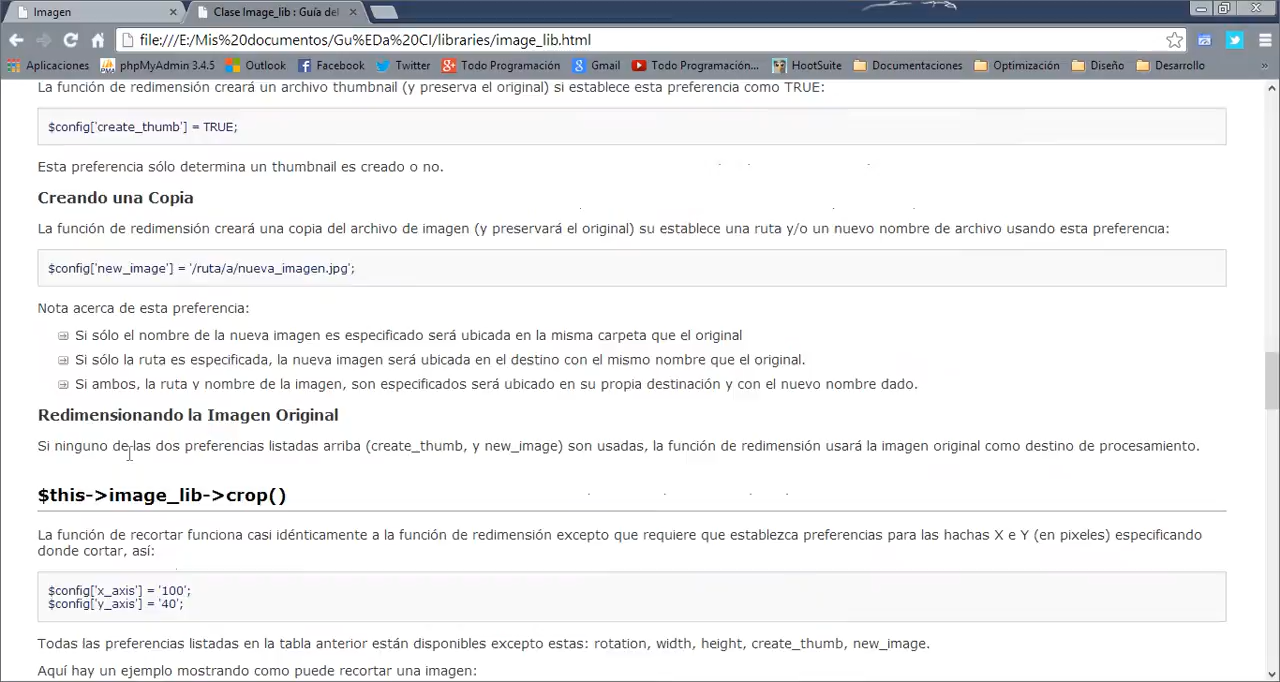 Imagen
Clase Image_lib : Guía del
file:///E:/Mis%20documentos/Gu%EDa%20CI/libraries/image_lib.html
Aplicaciones phpMyAdmin 3.4.5 Outlook Facebook Twitter Todo Programación Gmail Todo Programación... HootSuite Documentaciones Optimización Diseño Desarrollo »
La función de redimensión creará un archivo thumbnail (y preserva el original) si establece esta preferencia como TRUE:
$config['create_thumb'] = TRUE;
Esta preferencia sólo determina un thumbnail es creado o no.
Creando una Copia
La función de redimensión creará una copia del archivo de imagen (y preservará el original) su establece una ruta y/o un nuevo nombre de archivo usando esta preferencia:
$config['new_image'] = '/ruta/a/nueva_imagen.jpg';
Nota acerca de esta preferencia:
Si sólo el nombre de la nueva imagen es especificado será ubicada en la misma carpeta que el original
Si sólo la ruta es especificada, la nueva imagen será ubicada en el destino con el mismo nombre que el original.
Si ambos, la ruta y nombre de la imagen, son especificados será ubicado en su propia destinación y con el nuevo nombre dado.
Redimensionando la Imagen Original
Si ninguno de las dos preferencias listadas arriba (create_thumb, y new_image) son usadas, la función de redimensión usará la imagen original como destino de procesamiento.
$this->image_lib->crop()
La función de recortar funciona casi idénticamente a la función de redimensión excepto que requiere que establezca preferencias para las hachas X e Y (en pixeles) especificando
donde cortar, así:
$config['x_axis'] = '100';
$config['y_axis'] = '40';
Todas las preferencias listadas en la tabla anterior están disponibles excepto estas: rotation, width, height, create_thumb, new_image.
Aquí hay un ejemplo mostrando como puede recortar una imagen: